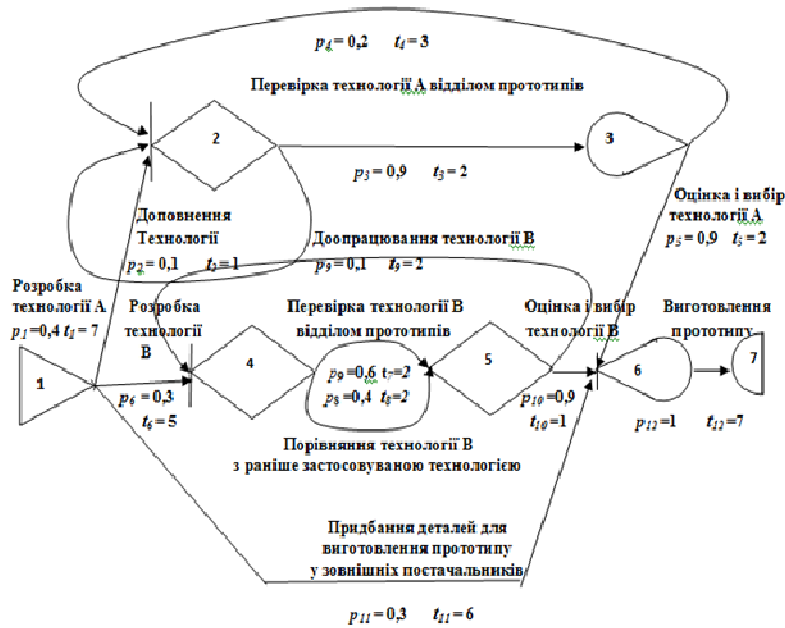 p4 = 0,2 t4 = 3
Перевірка технології А відділом прототипів
2
3
p3 = 0,9 t3 = 2
Оцінка і вибір
технології А
p5 = 0,9 t5 = 2
Доповнення
Технології
p2 = 0,1 t2 = 1
Доопрацювання технології В
p9 = 0,1 t9 = 2
Розробка
технології А
p1 =0,4 t1 = 7
Розробка
технології
В
Перевірка технології В
відділом прототипів
Оцінка і вибір
технології В
Виготовлення
прототипу
1
4
5
6
7
p9 =0,6 t7=2
p8 =0,4 t8=2
p6 = 0,3
t6 = 5
p10 =0,9
t10 =1
p12 =1 t12 =7
Порівняння технології В
з раніше застосовуваною технологією
Придбання деталей для
виготовлення прототипу
у зовнішніх постачальників
p11 = 0,3 t11 = 6